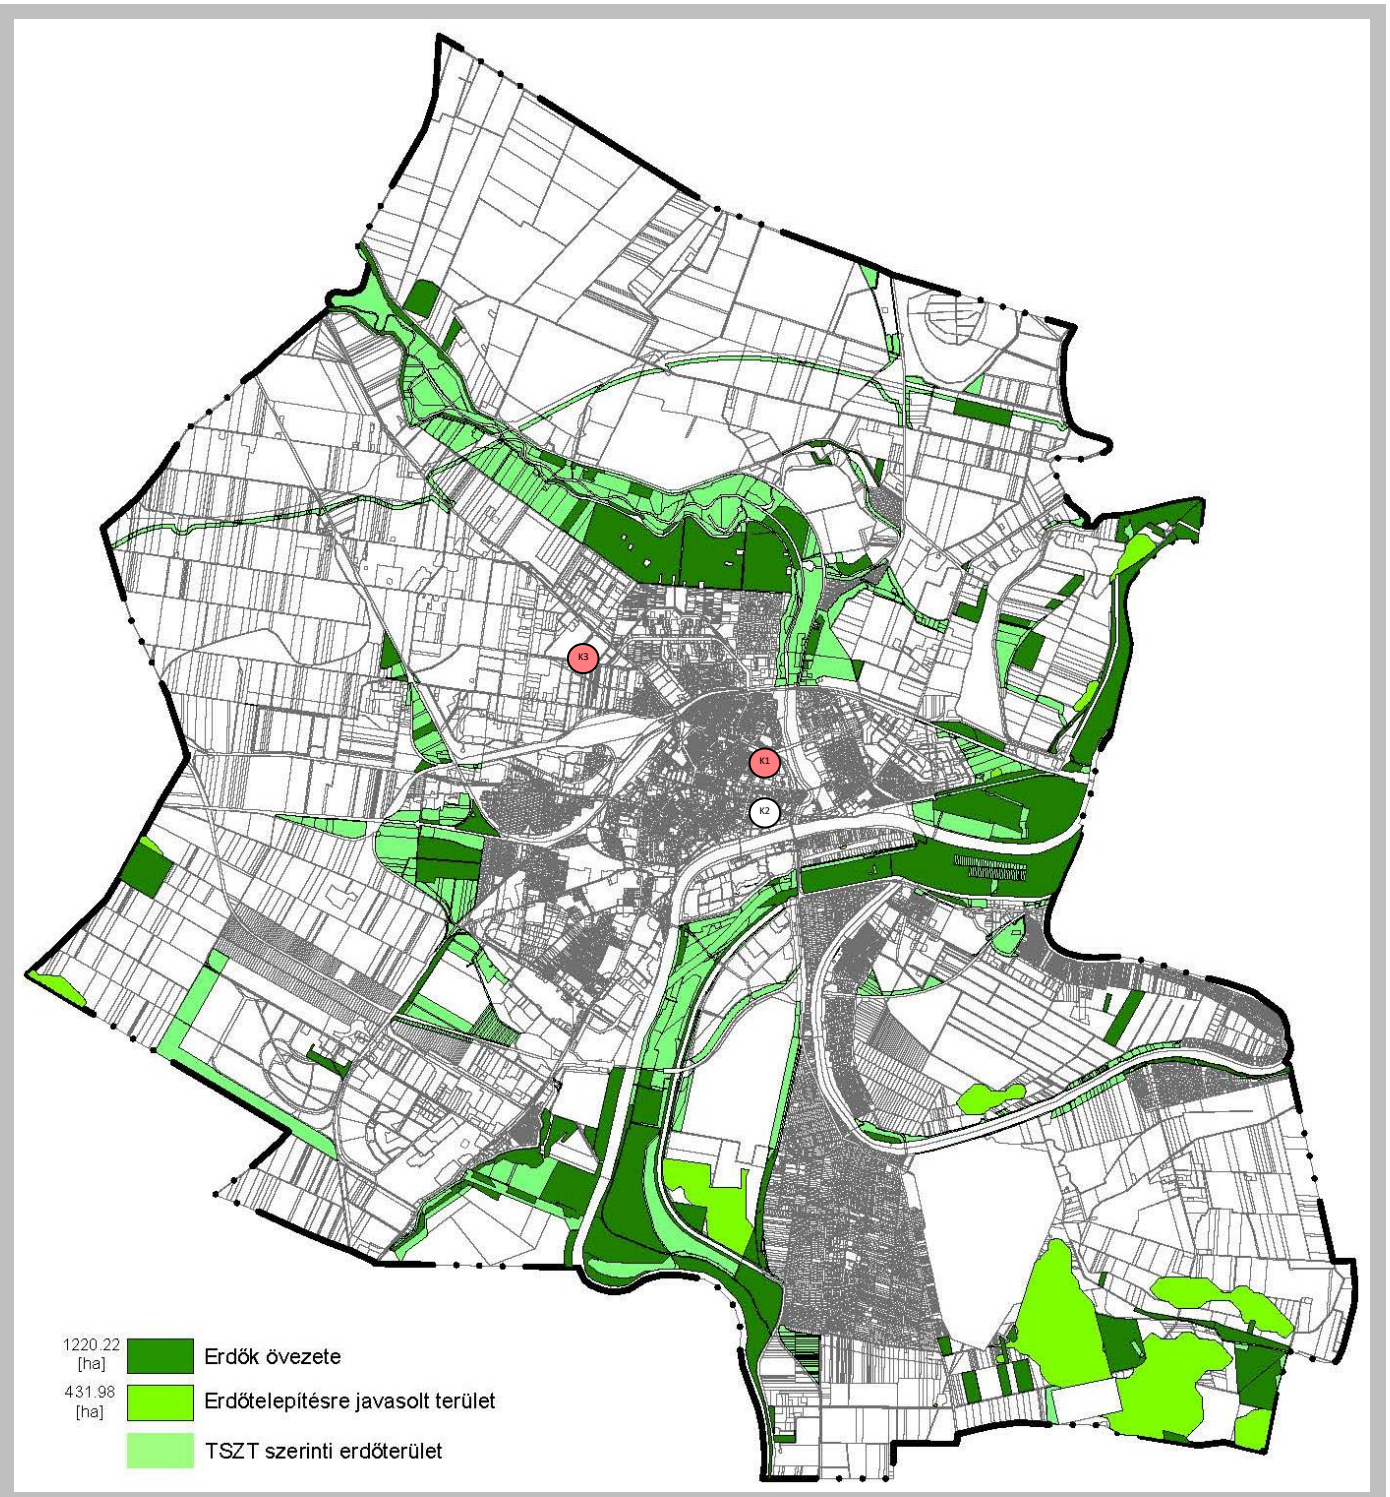 K3
K1
K2
1220.22
[ha]
Erdők övezete
431.98
[ha]
Erdőtelepítésre javasolt terület
TSZT szerinti erdőterület